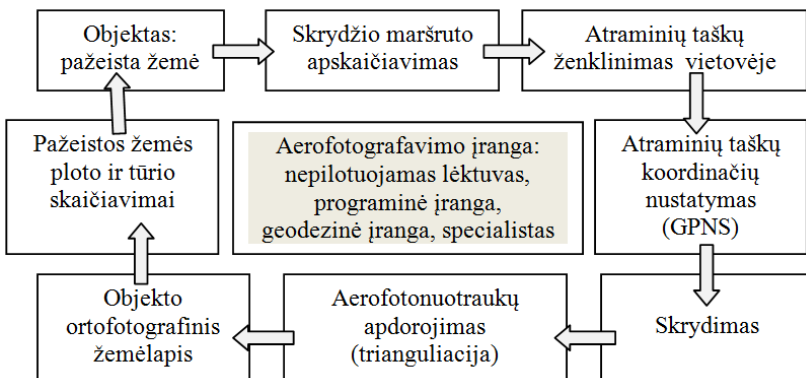 Objektas:
pažeista žemė
Skrydžio maršruto
apskaičiavimas
Atraminių taškų
ženklinimas vietovėje
Pažeistos žemės
ploto ir tūrio
skaičiavimai
Aerofotografavimo įranga:
nepilotuojamas lėktuvas,
programinė įranga,
geodezinė įranga, specialistas
Atraminių taškų
koordinačių
nustatymas
(GPNS)
Objekto
ortofotografinis
žemėlapis
Aerofotonuotraukų
apdorojimas
(trianguliacija)
Skrydimas